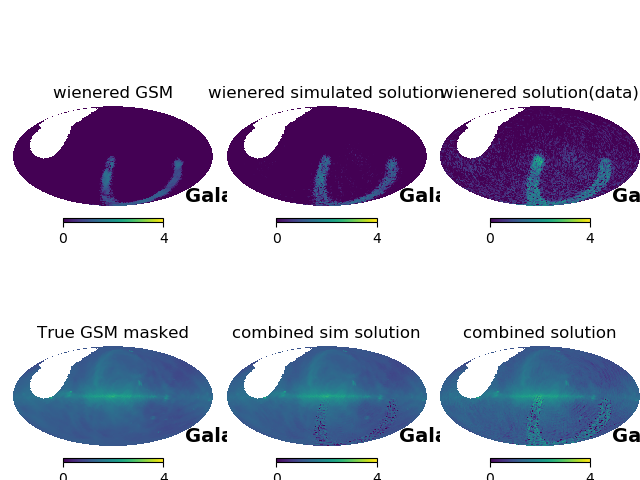 wienered GSM
wienered simulated solution
wienered solution(data)
Gala
Gala
Ga
0 4
0 4
0 4
True GSM masked
combined sim solution
combined solution
Gala
Gala
Ga
0 4
0 4
0 4